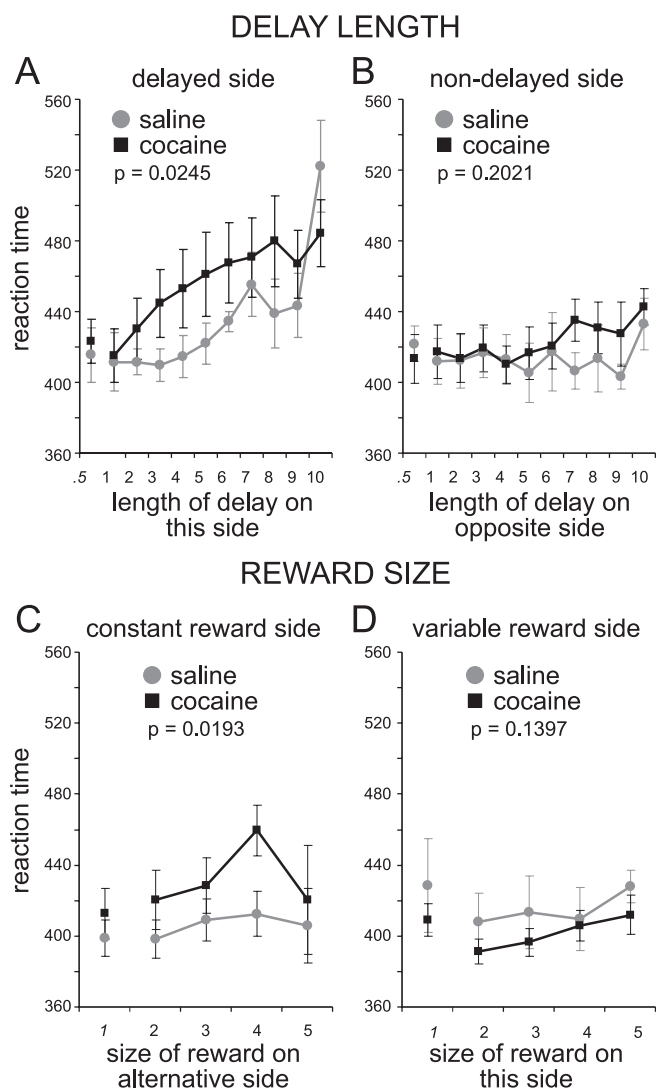 DELAY LENGTH
A delayed side
B non-delayed side
saline
cocaine
p = 0.0245
saline
cocaine
p = 0.2021
reaction time
560
520
480
440
400
360
560
520
480
440
400
360
.5 1 2 3 4 5 6 7 8 9 10
.5 1 2 3 4 5 6 7 8 9 10
length of delay on
this side
length of delay on
opposite side
REWARD SIZE
C constant reward side
D variable reward side
saline
cocaine
p = 0.0193
saline
cocaine
p = 0.1397
reaction time
560
520
480
440
400
360
560
520
480
440
400
360
1 2 3 4 5
1 2 3 4 5
size of reward on
alternative side
size of reward on
this side